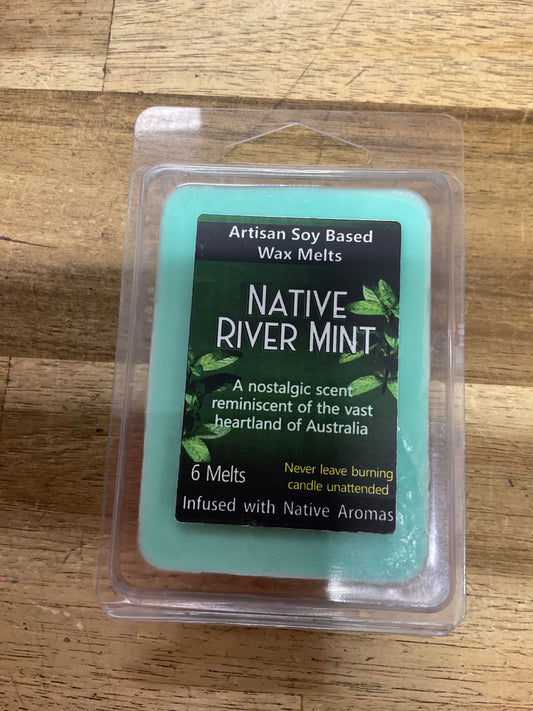 Artisan Soy Based
Wax Melts
NATIVE
RIVER MINT
A nostalgic scent
reminiscent of the vast
heartland of Australia
6 Melts
Never leave burning
candle unattended
Infused with Native Aromas